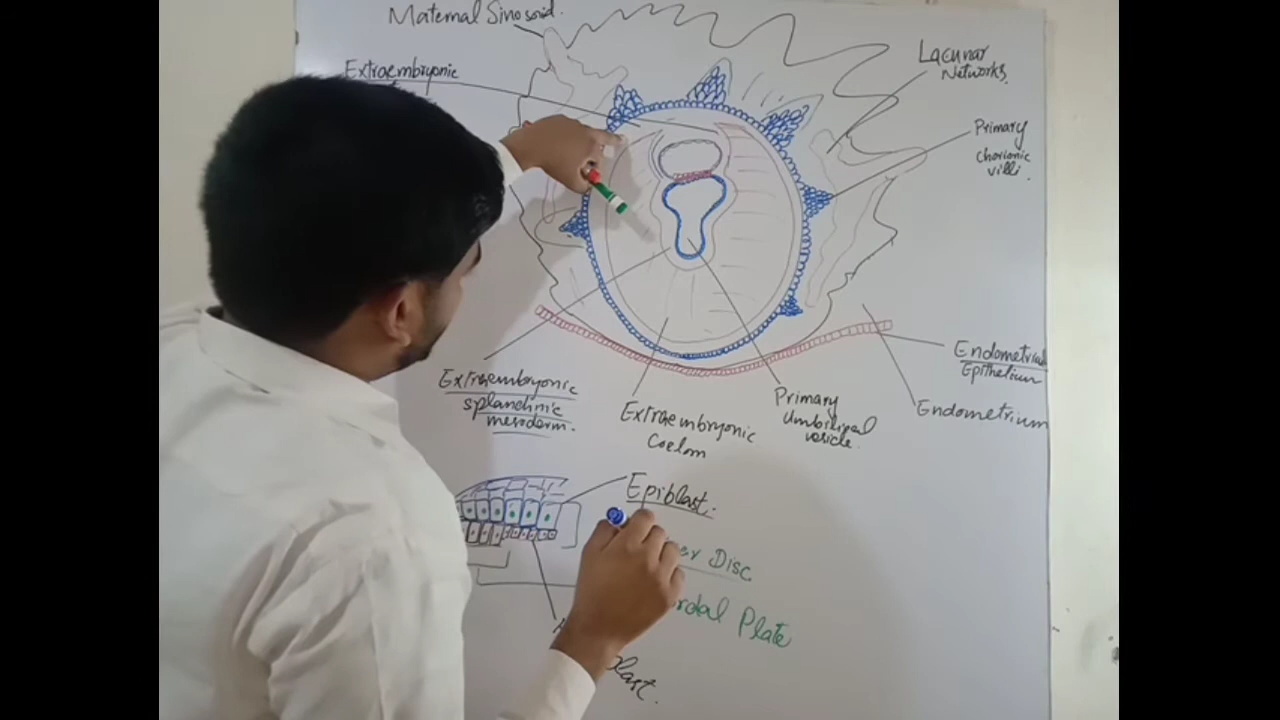 Maternal Sinosoid.
Extraembryonic
Lacunar
Networks.
Primary
chorionic
villi.
Endometrial
Epithelium
Endometrium
Extraembryonic
splanchnic
mesoderm.
Extraembryonic
Coelom
Primary
Umbilical
vesicle.
Epiblast.
Disc
Plate